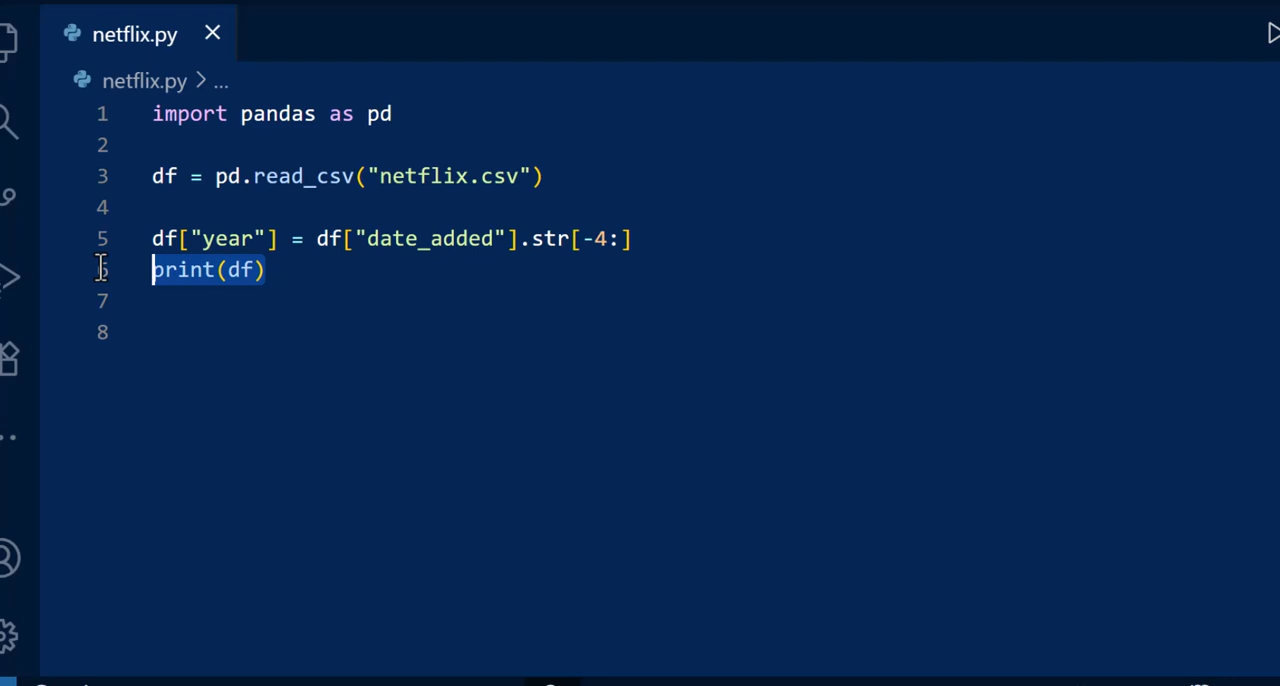 netflix.py
netflix.py > ...
1 import pandas as pd
2
3 df = pd.read_csv("netflix.csv")
4
5 df["year"] = df["date_added"].str[-4:]
6 print(df)
7
8